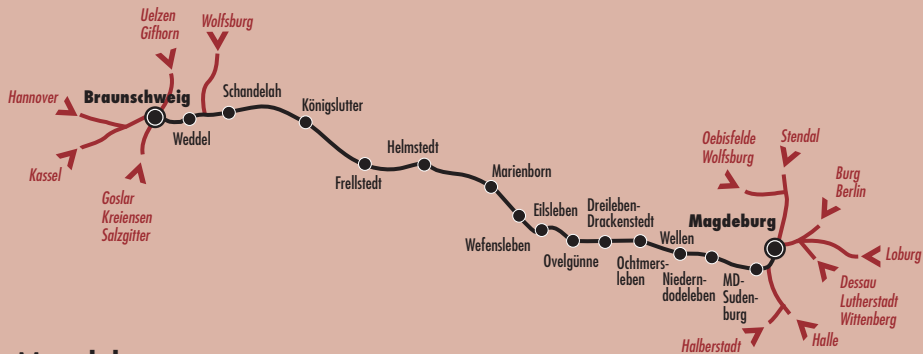 Uelzen
Gifhorn
Wolfsburg
Hannover
Braunschweig
Schandelah
Königslutter
Weddel
Kassel
Goslar
Kreiensen
Salzgitter
Frellstedt
Helmstedt
Marienborn
Wefensleben
Eilsleben
Ovelgünne
Dreileben-
Drackenstedt
Ochtmers-
leben
Wellen
Niedern-
dodeleben
MD-
Suden-
burg
Magdeburg
Oebisfelde
Wolfsburg
Stendal
Burg
Berlin
Loburg
Dessau
Lutherstadt
Wittenberg
Halle
Halberstadt